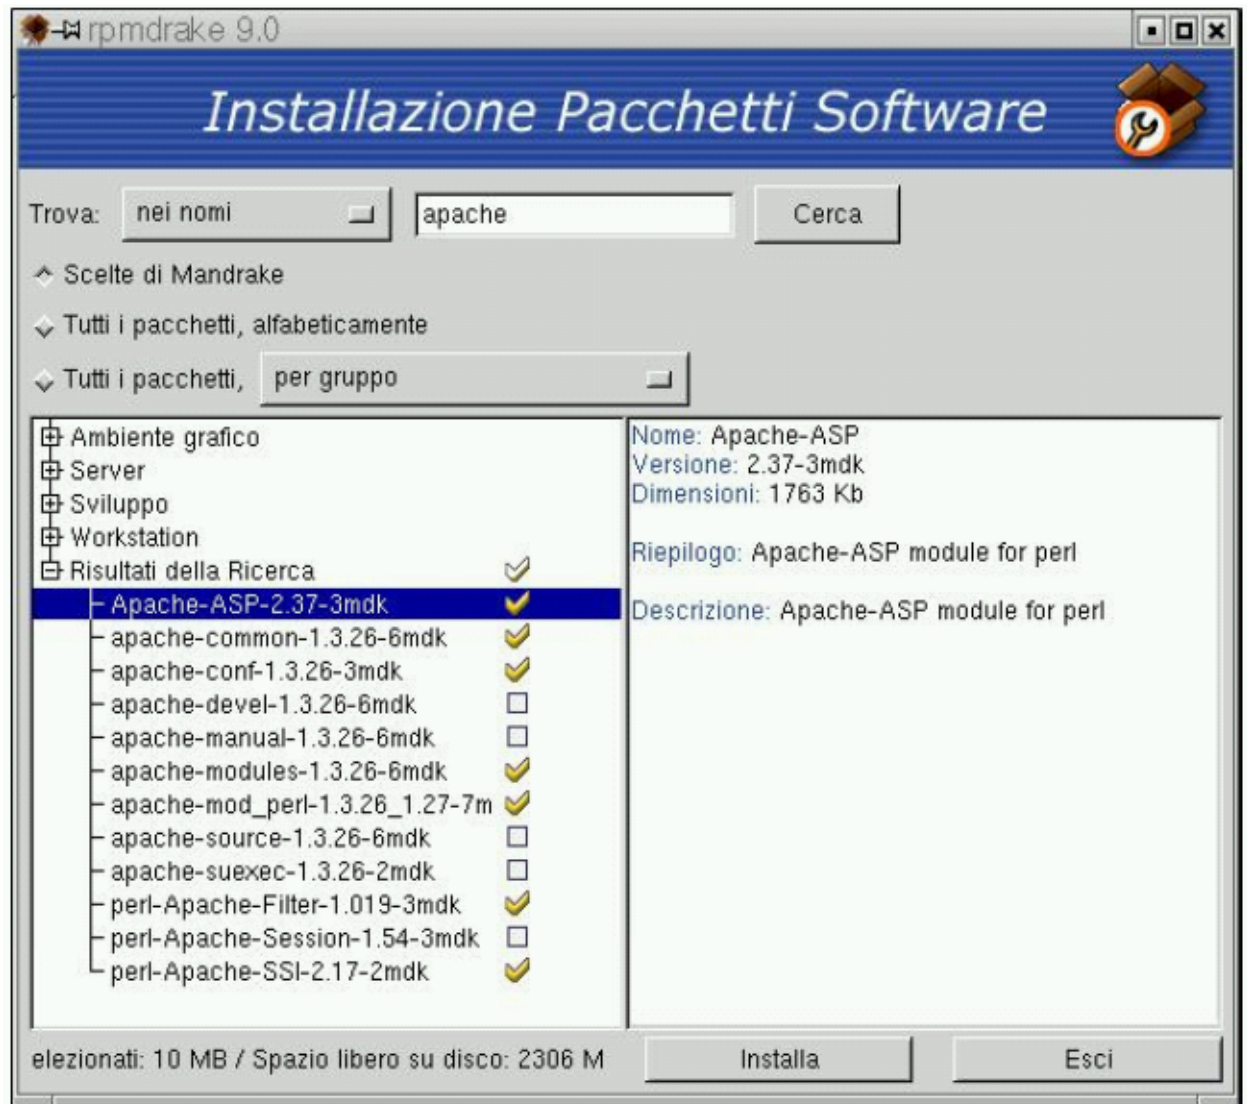 rpmdrake 9.0
Installazione Pacchetti Software
Trova: nei nomi apache Cerca
Scelte di Mandrake
Tutti i pacchetti, alfabeticamente
Tutti i pacchetti, per gruppo
Ambiente grafico
Server
Sviluppo
Workstation
Risultati della Ricerca
Apache-ASP-2.37-3mdk
apache-common-1.3.26-6mdk
apache-conf-1.3.26-3mdk
apache-devel-1.3.26-6mdk
apache-manual-1.3.26-6mdk
apache-modules-1.3.26-6mdk
apache-mod_perl-1.3.26_1.27-7m
apache-source-1.3.26-6mdk
apache-suexec-1.3.26-2mdk
perl-Apache-Filter-1.019-3mdk
perl-Apache-Session-1.54-3mdk
perl-Apache-SSI-2.17-2mdk
Nome: Apache-ASP
Versione: 2.37-3mdk
Dimensioni: 1763 Kb
Riepilogo: Apache-ASP module for perl
Descrizione: Apache-ASP module for perl
elezionati: 10 MB / Spazio libero su disco: 2306 M
Installa
Esci